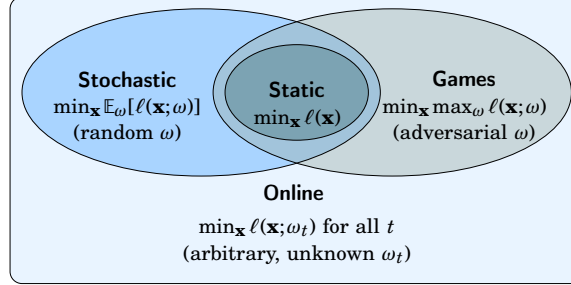 Stochastic
min_𝐱 𝔼_ω[ℓ(𝐱;ω)]
(random ω)
Static
min_𝐱 ℓ(𝐱)
Games
min_𝐱 max_ω ℓ(𝐱;ω)
(adversarial ω)
Online
min_𝐱 ℓ(𝐱;ω_t) for all t
(arbitrary, unknown ω_t)